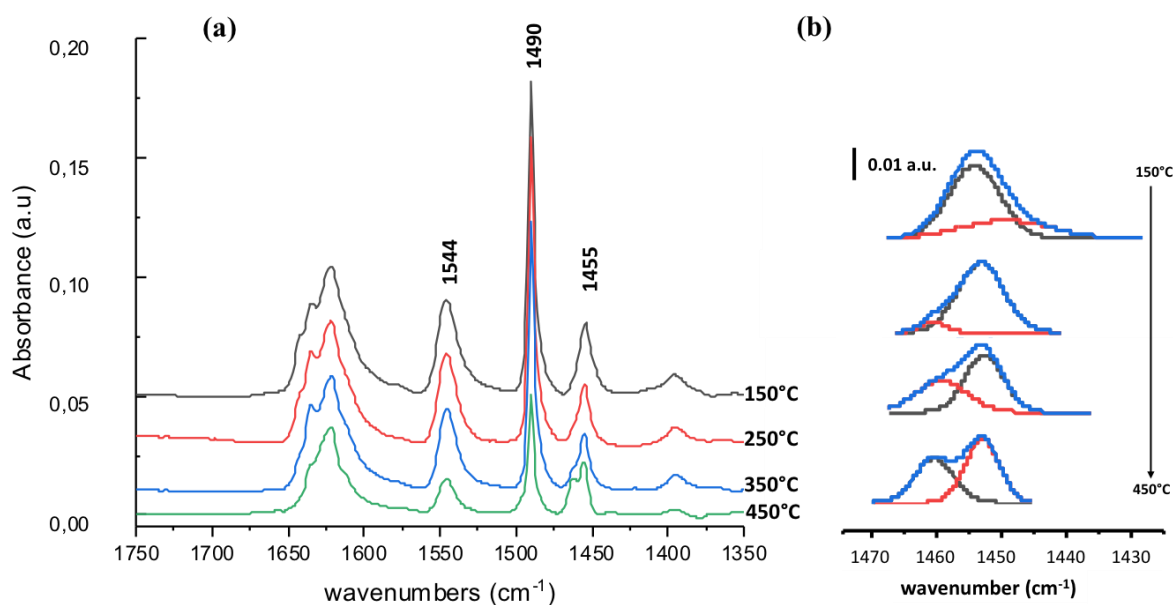 (a)
(b)
0,20
0,15
0,10
0,05
0,00
Absorbance (a.u)
1544
1490
1455
150°C
250°C
350°C
450°C
1750 1700 1650 1600 1550 1500 1450 1400 1350
wavenumbers (cm-1)
0.01 a.u.
150°C
450°C
1470 1460 1450 1440 1430
wavenumber (cm-1)